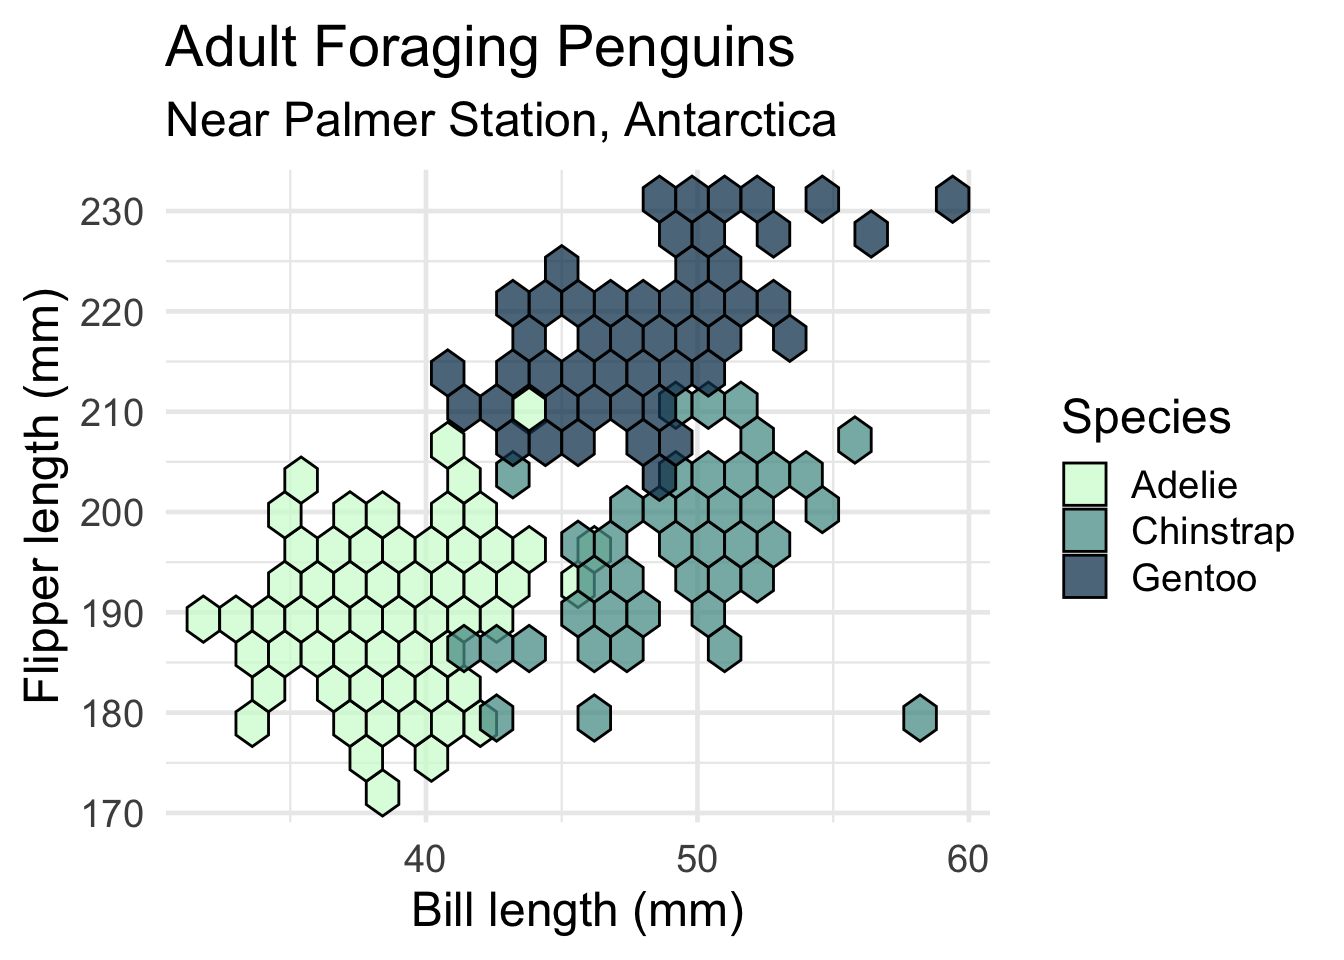 Adult Foraging Penguins
Near Palmer Station, Antarctica
230
220
210
200
190
180
170
Flipper length (mm)
40 50 60
Bill length (mm)
Species
Adelie
Chinstrap
Gentoo